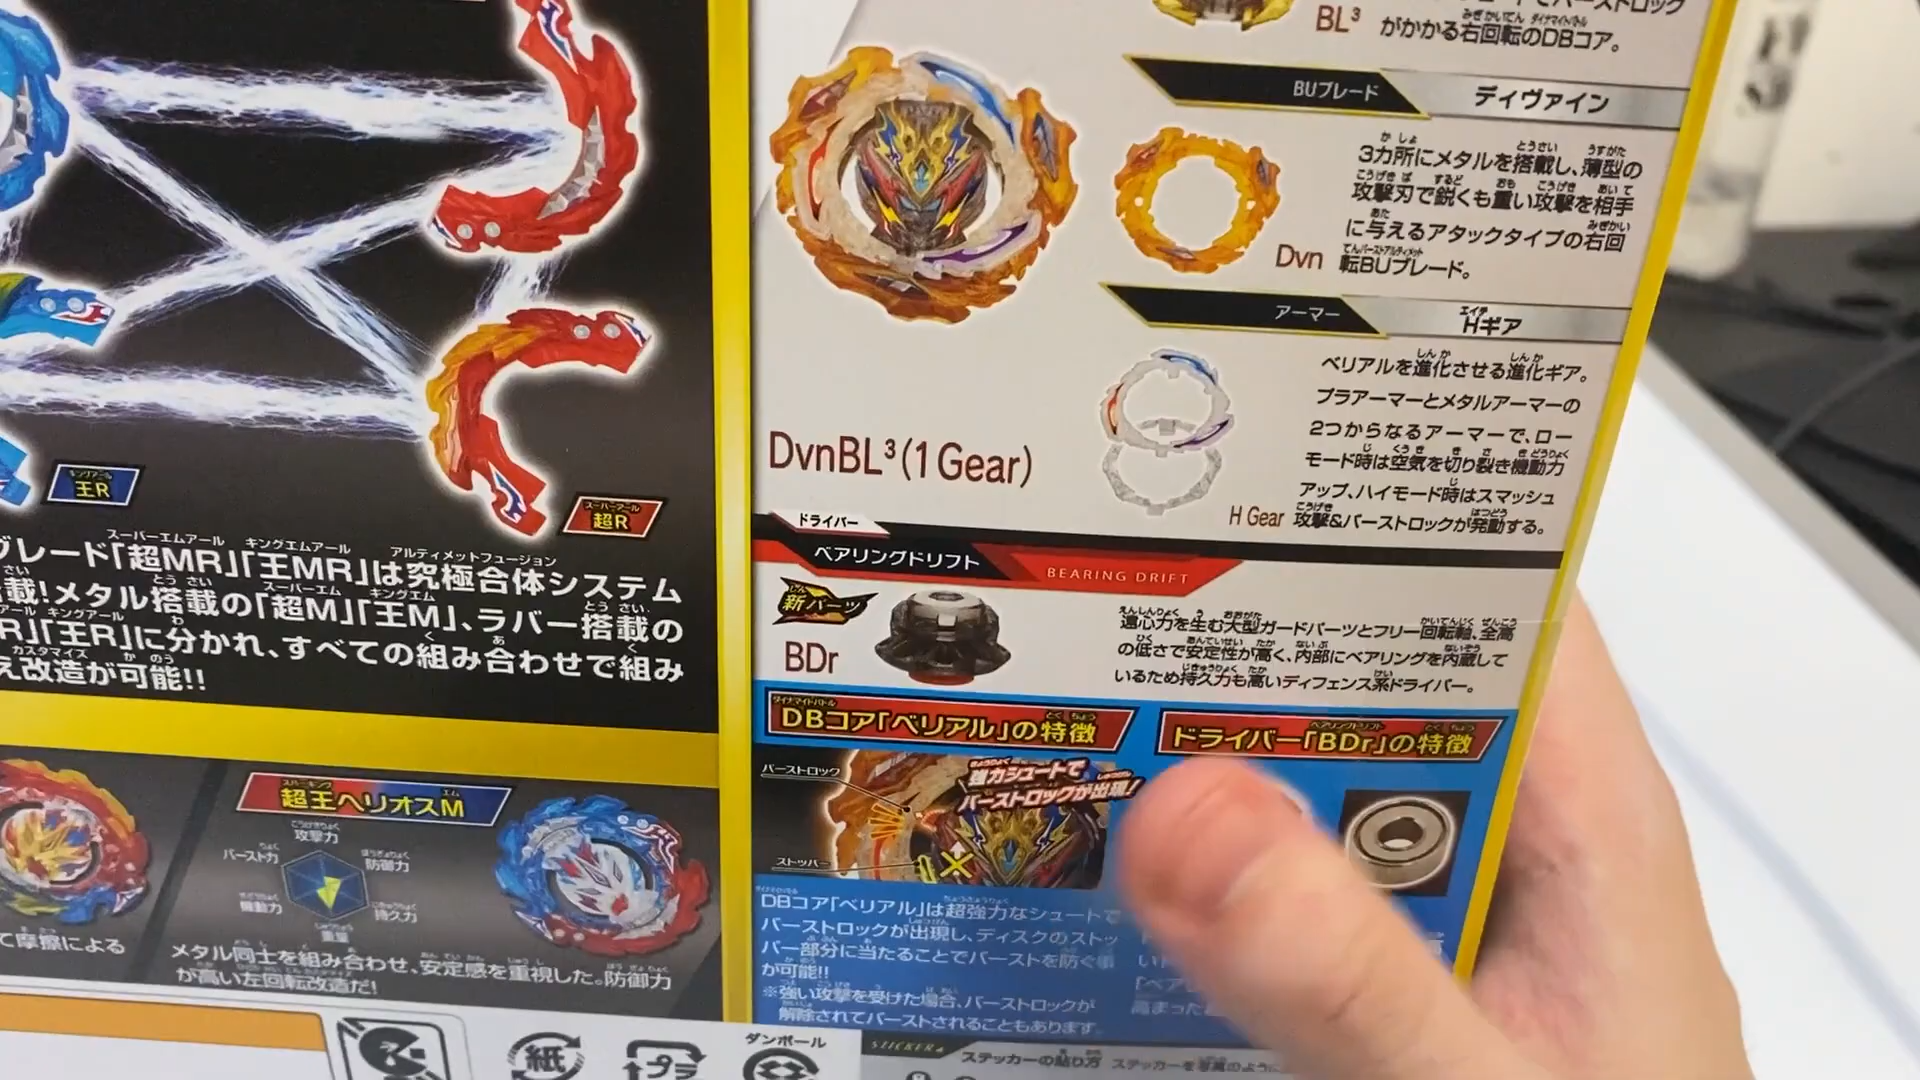 BL³
がかかる右回転のDBコア。
BUブレード
ディヴァイン
3カ所にメタルを搭載し、薄型の
攻撃刃で鋭くも重い攻撃を相手
に与えるアタックタイプの右回
Dvn
転BUブレード。
アーマー
Hギア
ベリアルを進化させる進化ギア。
プラアーマーとメタルアーマーの
2つからなるアーマーで、ロー
モード時は空気を切り裂き機動力
アップ、ハイモード時はスマッシュ
H Gear
攻撃&バーストロックが発動する。
DvnBL³(1 Gear)
ドライバー
ベアリングドリフト
BEARING DRIFT
新パーツ
BDr
遠心力を生む大型ガードパーツとフリー回転軸、全高
の低さで安定性が高く、内部にベアリングを内蔵して
いるため持久力も高いディフェンス系ドライバー。
DBコア「ベリアル」の特徴
バーストロック
強力シュートで
バーストロックが出現!
ストッパー
DBコア「ベリアル」は超強力なシュートで
バーストロックが出現し、ディスクのストッ
パー部分に当たることでバーストを防ぐ事
が可能!!
※強い攻撃を受けた場合、バーストロックが
解除されてバーストされることもあります。
ドライバー「BDr」の特徴
高まった
王R
超R
ブレード「超MR」「王MR」は究極合体システム
載!メタル搭載の「超M」「王M」、ラバー搭載の
R」「王R」に分かれ、すべての組み合わせで組み
え改造が可能!!
て摩擦による
超王ヘリオスM
攻撃力
防御力
持久力
重量
機動力
バースト力
メタル同士を組み合わせ、安定感を重視した。防御力
が高い左回転改造だ!
紙
プラ
ダンボール
STICKER
ステッカーの貼り方
ステッカーを写真のように